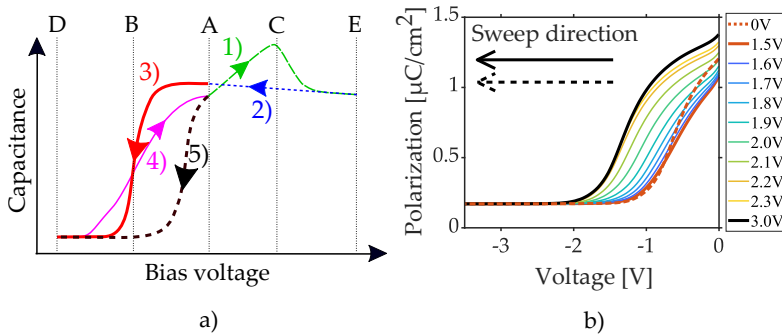 D B A C E
1)
3)
2)
4)
5)
Capacitance
Bias voltage
a)
Sweep direction
Polarization [μC/cm²]
1.5
1
0.5
0
-3 -2 -1 0
Voltage [V]
0V
1.5V
1.6V
1.7V
1.8V
1.9V
2.0V
2.1V
2.2V
2.3V
3.0V
b)